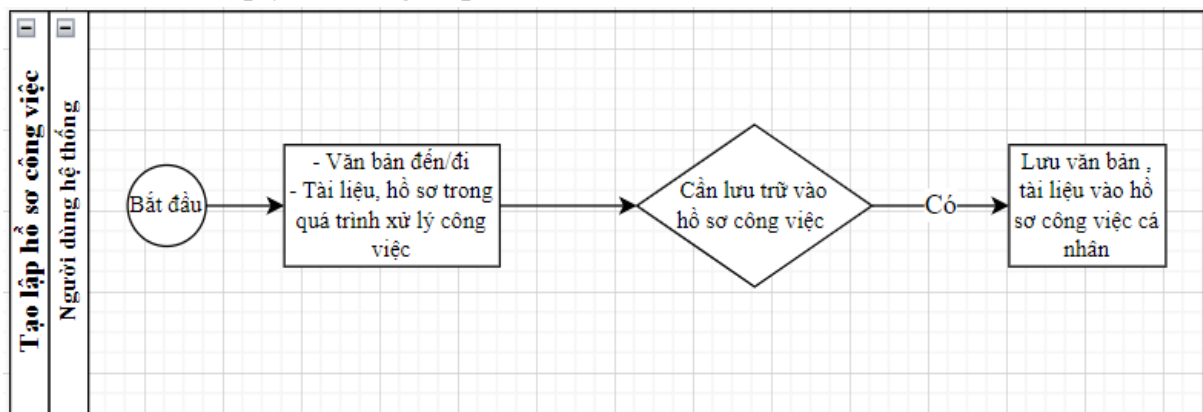 Tạo lập hồ sơ công việc
Người dùng hệ thống
Bắt đầu
- Văn bản đến/đi
- Tài liệu, hồ sơ trong
quá trình xử lý công
việc
Cần lưu trữ vào
hồ sơ công việc
Có
Lưu văn bản ,
tài liệu vào hồ
sơ công việc cá
nhân